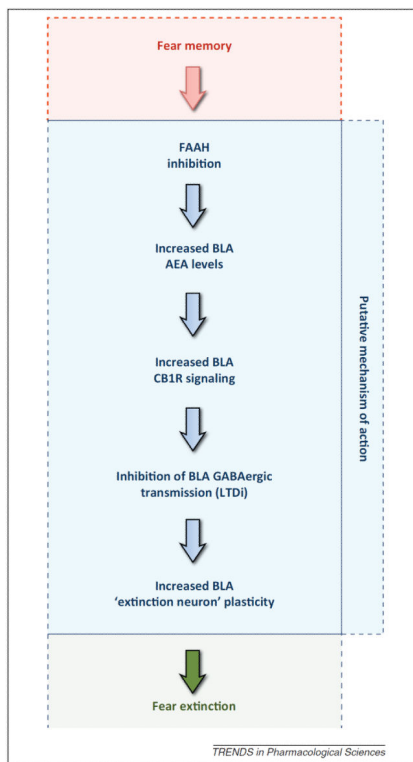 Fear memory
FAAH
inhibition
Increased BLA
AEA levels
Increased BLA
CB1R signaling
Inhibition of BLA GABAergic
transmission (LTDi)
Increased BLA
‘extinction neuron’ plasticity
Putative mechanism of action
Fear extinction
TRENDS in Pharmacological Sciences